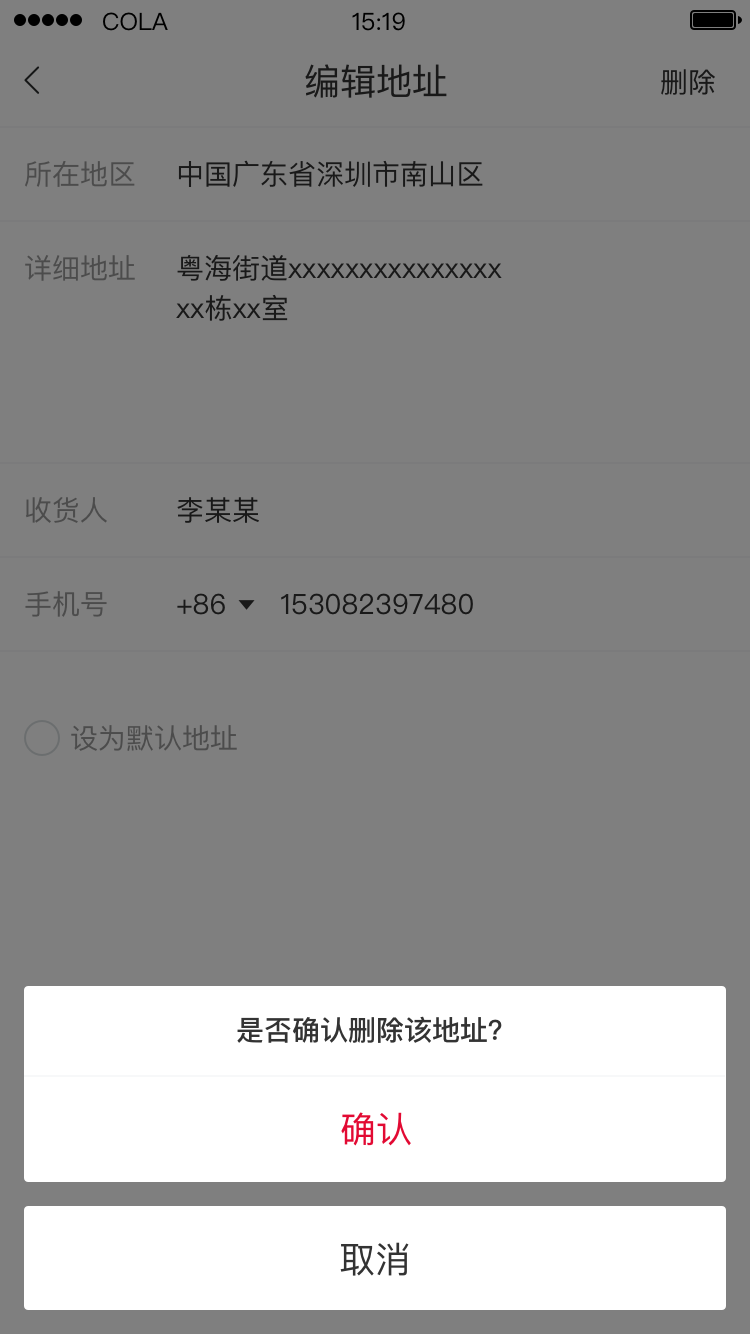 COLA 15:19
编辑地址 删除
所在地区 中国广东省深圳市南山区
详细地址 粤海街道xxxxxxxxxxxxxxx
xx栋xx室
收货人 李某某
手机号 +86 153082397480
设为默认地址
是否确认删除该地址?
确认
取消